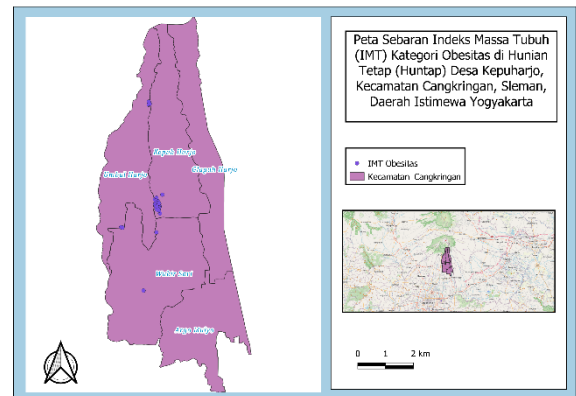 Peta Sebaran Indeks Massa Tubuh
(IMT) Kategori Obesitas di Hunian
Tetap (Huntap) Desa Kepuharjo,
Kecamatan Cangkringan, Sleman,
Daerah Istimewa Yogyakarta
Kepuh Harjo
Umbul Harjo
Glagah Harjo
Wukir Sari
Argo Mulyo
IMT Obesitas
Kecamatan Cangkringan
0 1 2 km